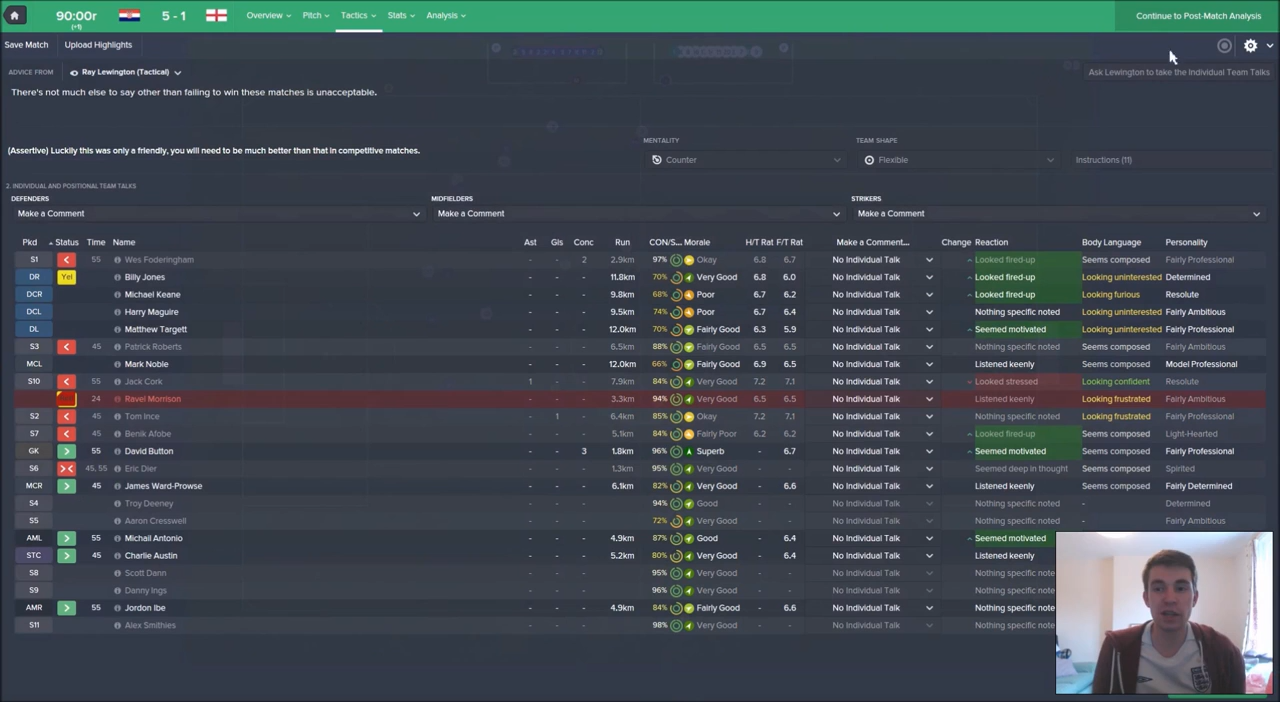 90:00r 5 - 1 Overview Pitch Tactics Stats Analysis Continue to Post-Match Analysis
(+1)
Save Match Upload Highlights
ADVICE FROM Ray Lewington (Tactical) Ask Lewington to take the Individual Team Talks
There's not much else to say other than failing to win these matches is unacceptable.
MENTALITY TEAM SHAPE
(Assertive) Luckily this was only a friendly, you will need to be much better than that in competitive matches.
Counter Flexible Instructions (11)
2. INDIVIDUAL AND POSITIONAL TEAM TALKS
DEFENDERS MIDFIELDERS STRIKERS
Make a Comment Make a Comment Make a Comment
Pkd Status Time Name Ast Gls Conc Run CON/S... Morale H/T Rat F/T Rat Make a Comment... Change Reaction Body Language Personality
S1 55 Wes Foderingham - - 2 2.9km 97% Okay 6.8 6.7 No Individual Talk Looked fired-up Seems composed Fairly Professional
DR Yel Billy Jones - - - 11.8km 70% Very Good 6.8 6.0 No Individual Talk Looked fired-up Looking uninterested Determined
DCR Michael Keane - - - 9.8km 68% Poor 6.7 6.2 No Individual Talk Looked fired-up Looking furious Resolute
DCL Harry Maguire - - - 9.5km 74% Poor 6.7 6.4 No Individual Talk Nothing specific noted Looking uninterested Fairly Ambitious
DL Matthew Targett - - - 12.0km 70% Fairly Good 6.3 5.9 No Individual Talk Seemed motivated Looking uninterested Fairly Professional
S3 45 Patrick Roberts - - - 6.5km 88% Fairly Good 6.5 6.5 No Individual Talk Nothing specific noted Seems composed Fairly Ambitious
MCL Mark Noble - - - 12.0km 66% Fairly Good 6.9 6.5 No Individual Talk Listened keenly Seems composed Model Professional
S10 55 Jack Cork 1 - - 7.9km 84% Very Good 7.2 7.1 No Individual Talk Looked stressed Looking confident Resolute
24 Ravel Morrison - - - 3.3km 94% Very Good 6.5 6.5 No Individual Talk Listened keenly Looking frustrated Fairly Ambitious
S2 45 Tom Ince - 1 - 6.4km 85% Okay 7.2 7.1 No Individual Talk Nothing specific noted Looking frustrated Fairly Professional
S7 45 Benik Afobe - - - 5.1km 84% Fairly Poor 6.2 6.2 No Individual Talk Looked fired-up Seems composed Light-Hearted
GK 55 David Button - - 3 1.8km 96% Superb - 6.7 No Individual Talk Seemed motivated Seems composed Fairly Professional
S6 45, 55 Eric Dier - - - 1.3km 95% Very Good - - No Individual Talk Seemed deep in thought Seems composed Spirited
MCR 45 James Ward-Prowse - - - 6.1km 82% Very Good - 6.6 No Individual Talk Listened keenly Seems composed Fairly Determined
S4 Troy Deeney - - - 94% Good - - No Individual Talk Nothing specific noted - Determined
S5 Aaron Cresswell - - - 72% Very Good - - No Individual Talk Nothing specific noted - Fairly Ambitious
AML 55 Michail Antonio - - - 4.9km 87% Good - 6.4 No Individual Talk Seemed motivated
STC 45 Charlie Austin - - - 5.2km 80% Very Good - 6.4 No Individual Talk Listened keenly
S8 Scott Dann - - - 95% Very Good - - No Individual Talk Nothing specific note
S9 Danny Ings - - - 96% Very Good - - No Individual Talk Nothing specific note
AMR 55 Jordon Ibe - - - 4.9km 84% Fairly Good - 6.6 No Individual Talk Nothing specific note
S11 Alex Smithies - - - 98% Very Good - - No Individual Talk Nothing specific note